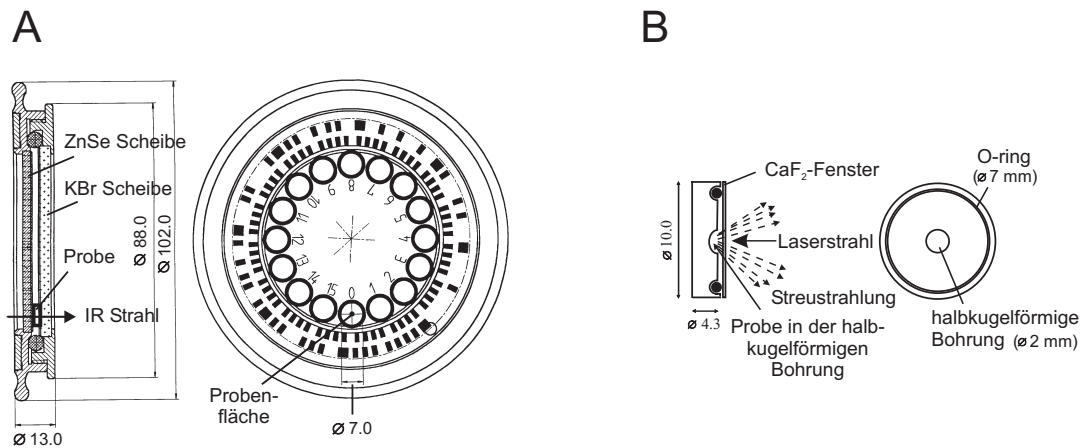 A
ZnSe Scheibe
KBr Scheibe
Ø 88.0
Ø 102.0
Probe
IR Strahl
Ø 13.0
0
1
2
3
4
5
6
7
8
9
10
11
12
13
14
15
Proben-
fläche
Ø 7.0
B
CaF₂-Fenster
O-ring
(ø 7 mm)
Ø 10.0
Laserstrahl
Streustrahlung
Ø 4.3
Probe in der halb-
kugelförmigen
Bohrung
halbkugelförmige
Bohrung (ø 2 mm)